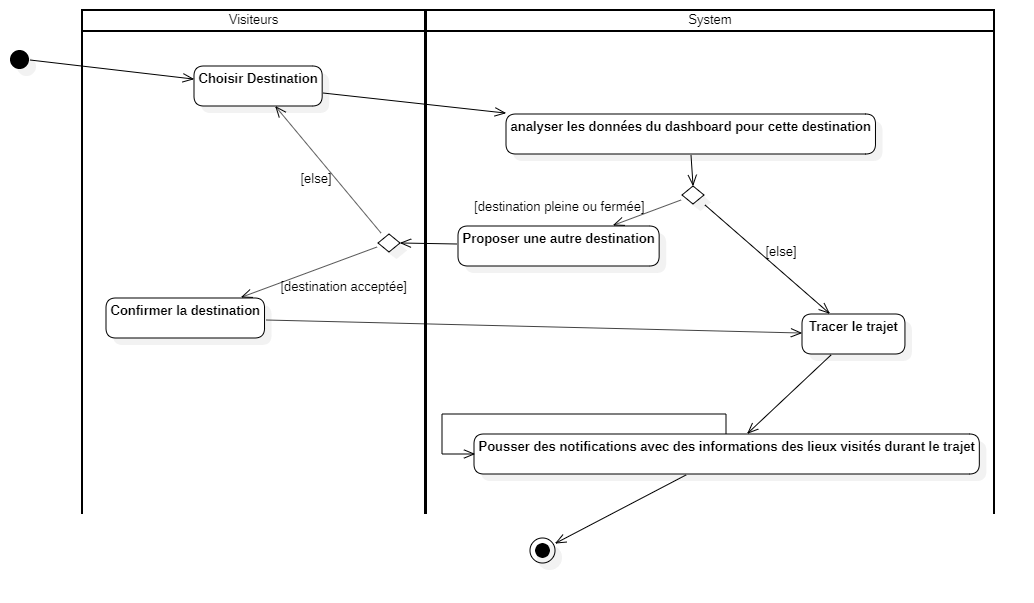 Visiteurs
System
Choisir Destination
analyser les données du dashboard pour cette destination
[else]
[destination pleine ou fermée]
Proposer une autre destination
[else]
[destination acceptée]
Confirmer la destination
Tracer le trajet
Pousser des notifications avec des informations des lieux visités durant le trajet